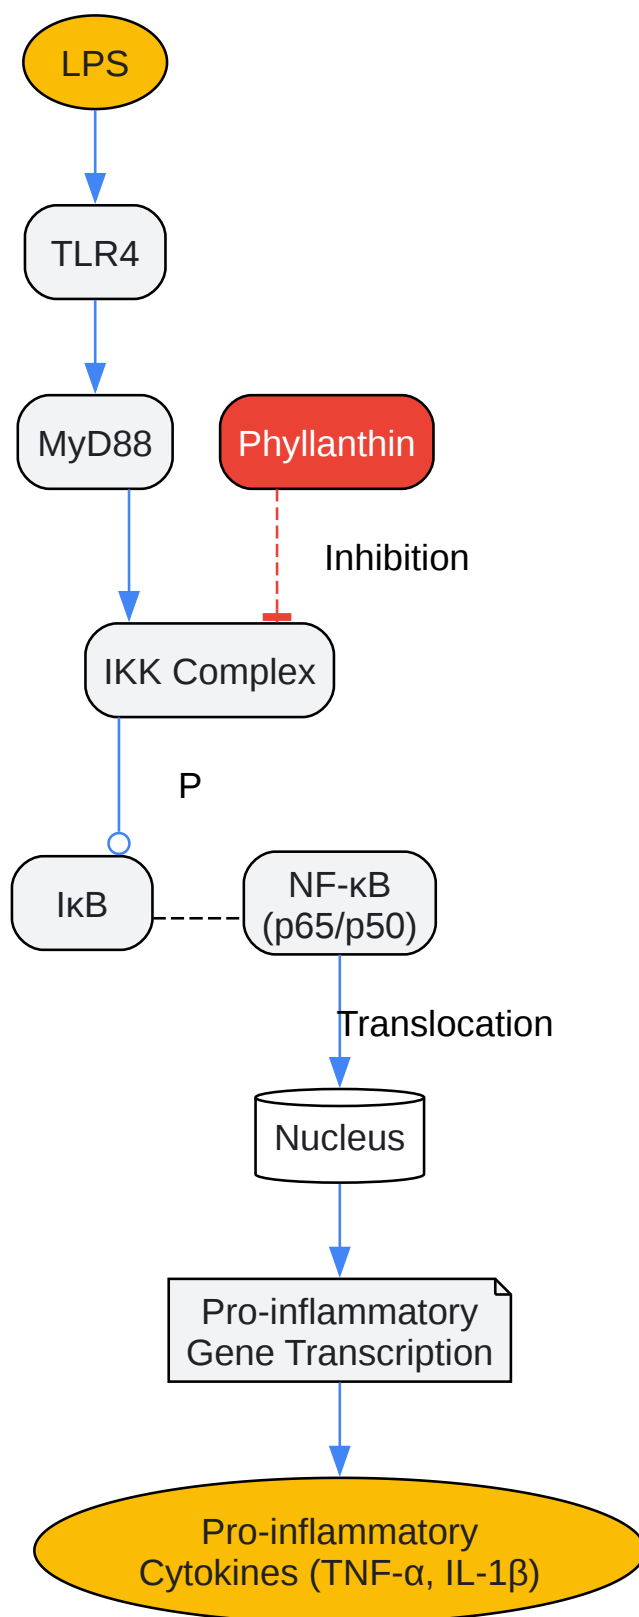 LPS
TLR4
MyD88
Phyllanthin
Inhibition
IKK Complex
P
IκB
NF-κB
(p65/p50)
Translocation
Nucleus
Pro-inflammatory
Gene Transcription
Pro-inflammatory
Cytokines (TNF-α, IL-1β)